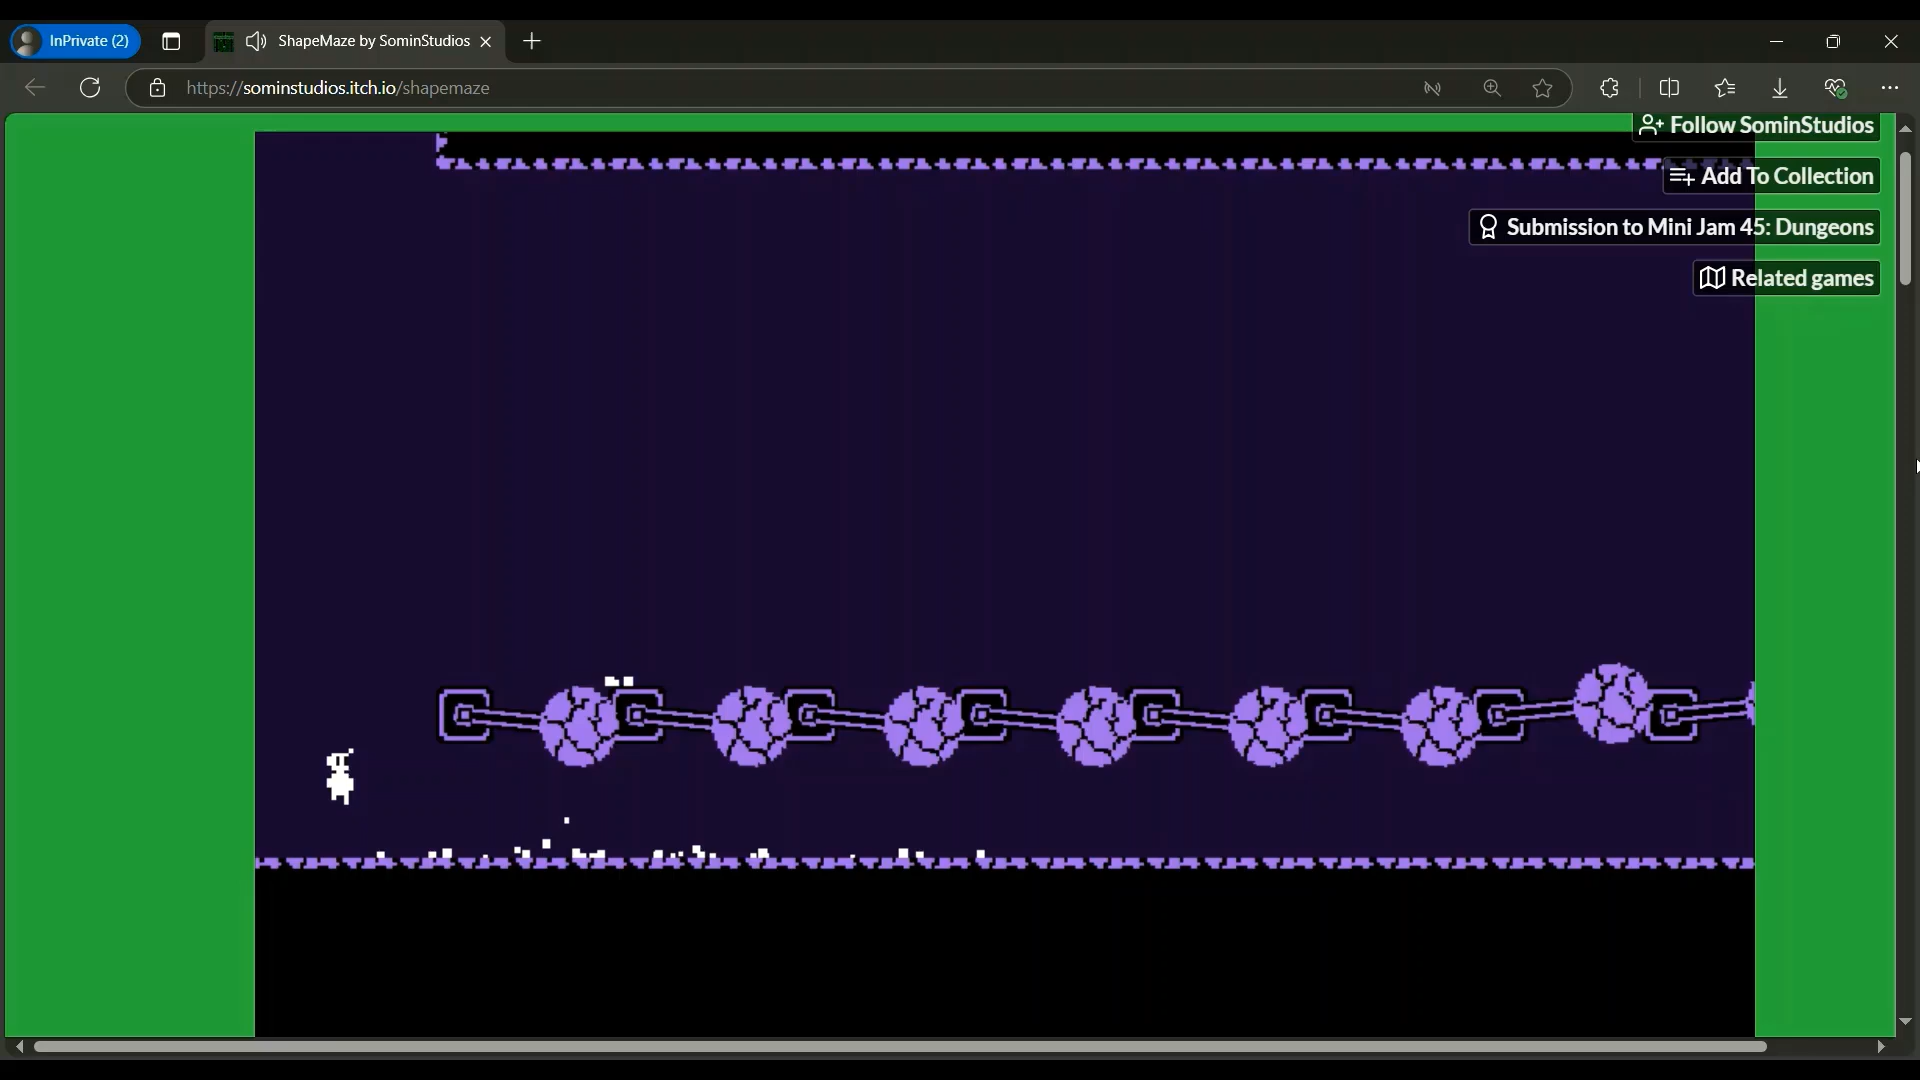 InPrivate (2)
ShapeMaze by SominStudios
https://sominstudios.itch.io/shapemaze
Follow SominStudios
Add To Collection
Submission to Mini Jam 45: Dungeons
Related games